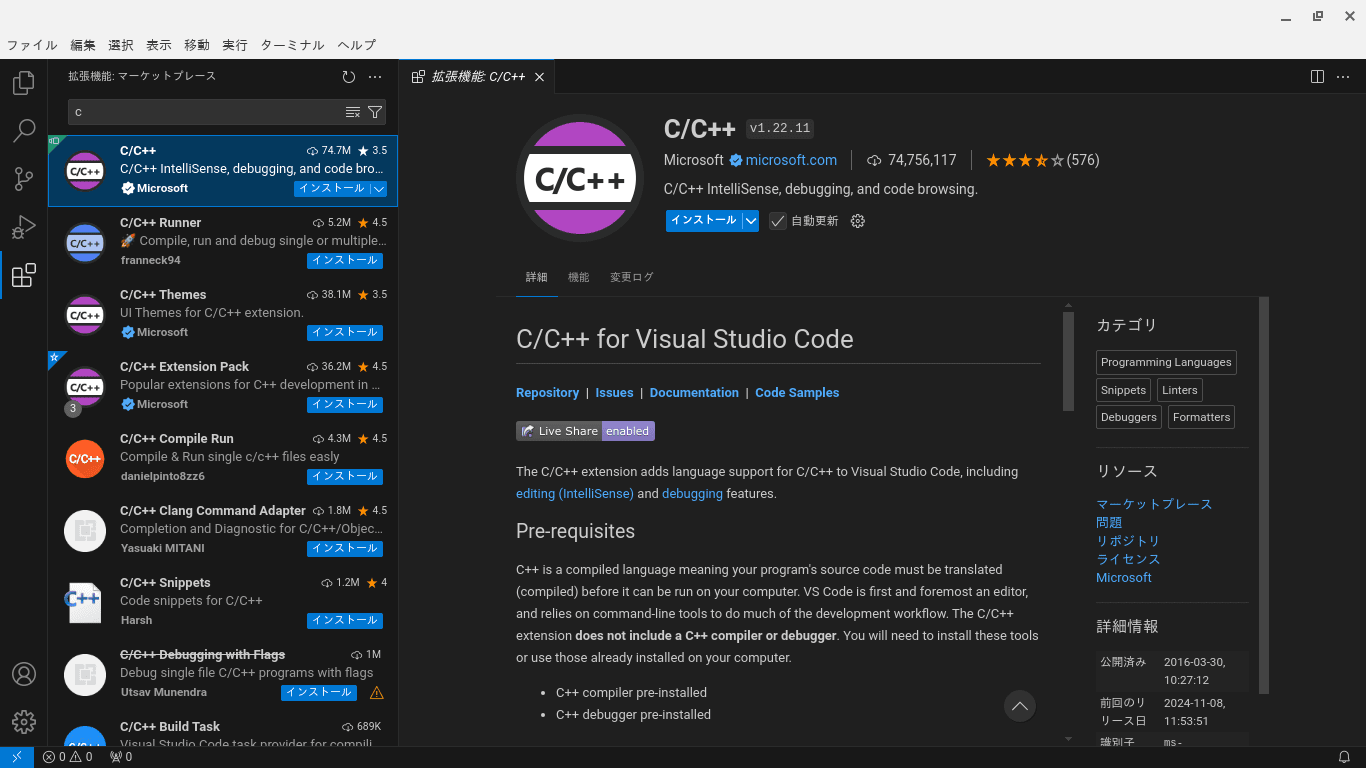 ファイル 編集 選択 表示 移動 実行 ターミナル ヘルプ
拡張機能: マーケットプレース
c
C/C++ 74.7M ★ 3.5
C/C++ IntelliSense, debugging, and code bro...
Microsoft インストール
C/C++ Runner 5.2M ★ 4.5
🚀 Compile, run and debug single or multiple...
franneck94 インストール
C/C++ Themes 38.1M ★ 3.5
UI Themes for C/C++ extension.
Microsoft インストール
C/C++ Extension Pack 36.2M ★ 4.5
Popular extensions for C++ development in ...
3 Microsoft インストール
C/C++ Compile Run 4.3M ★ 4.5
Compile & Run single c/c++ files easly
danielpinto8zz6 インストール
C/C++ Clang Command Adapter 1.8M ★ 4.5
Completion and Diagnostic for C/C++/Objec...
Yasuaki MITANI インストール
C/C++ Snippets 1.2M ★ 4
Code snippets for C/C++
Harsh インストール
C/C++ Debugging with Flags 1M
Debug single file C/C++ programs with flags
Utsav Munendra インストール
C/C++ Build Task 689K
Visual Studio Code task provider for compili...
拡張機能: C/C++
C/C++
C/C++ v1.22.11
Microsoft microsoft.com 74,756,117 (576)
C/C++ IntelliSense, debugging, and code browsing.
インストール 自動更新
詳細 機能 変更ログ
C/C++ for Visual Studio Code
Repository | Issues | Documentation | Code Samples
Live Share enabled
The C/C++ extension adds language support for C/C++ to Visual Studio Code, including
editing (IntelliSense) and debugging features.
Pre-requisites
C++ is a compiled language meaning your program's source code must be translated
(compiled) before it can be run on your computer. VS Code is first and foremost an editor,
and relies on command-line tools to do much of the development workflow. The C/C++
extension does not include a C++ compiler or debugger. You will need to install these tools
or use those already installed on your computer.
• C++ compiler pre-installed
• C++ debugger pre-installed
カテゴリ
Programming Languages
Snippets Linters
Debuggers Formatters
リソース
マーケットプレース
問題
リポジトリ
ライセンス
Microsoft
詳細情報
公開済み 2016-03-30,
10:27:12
前回のリ 2024-11-08,
リース日 11:53:51
識別子 ms-
0 0 0